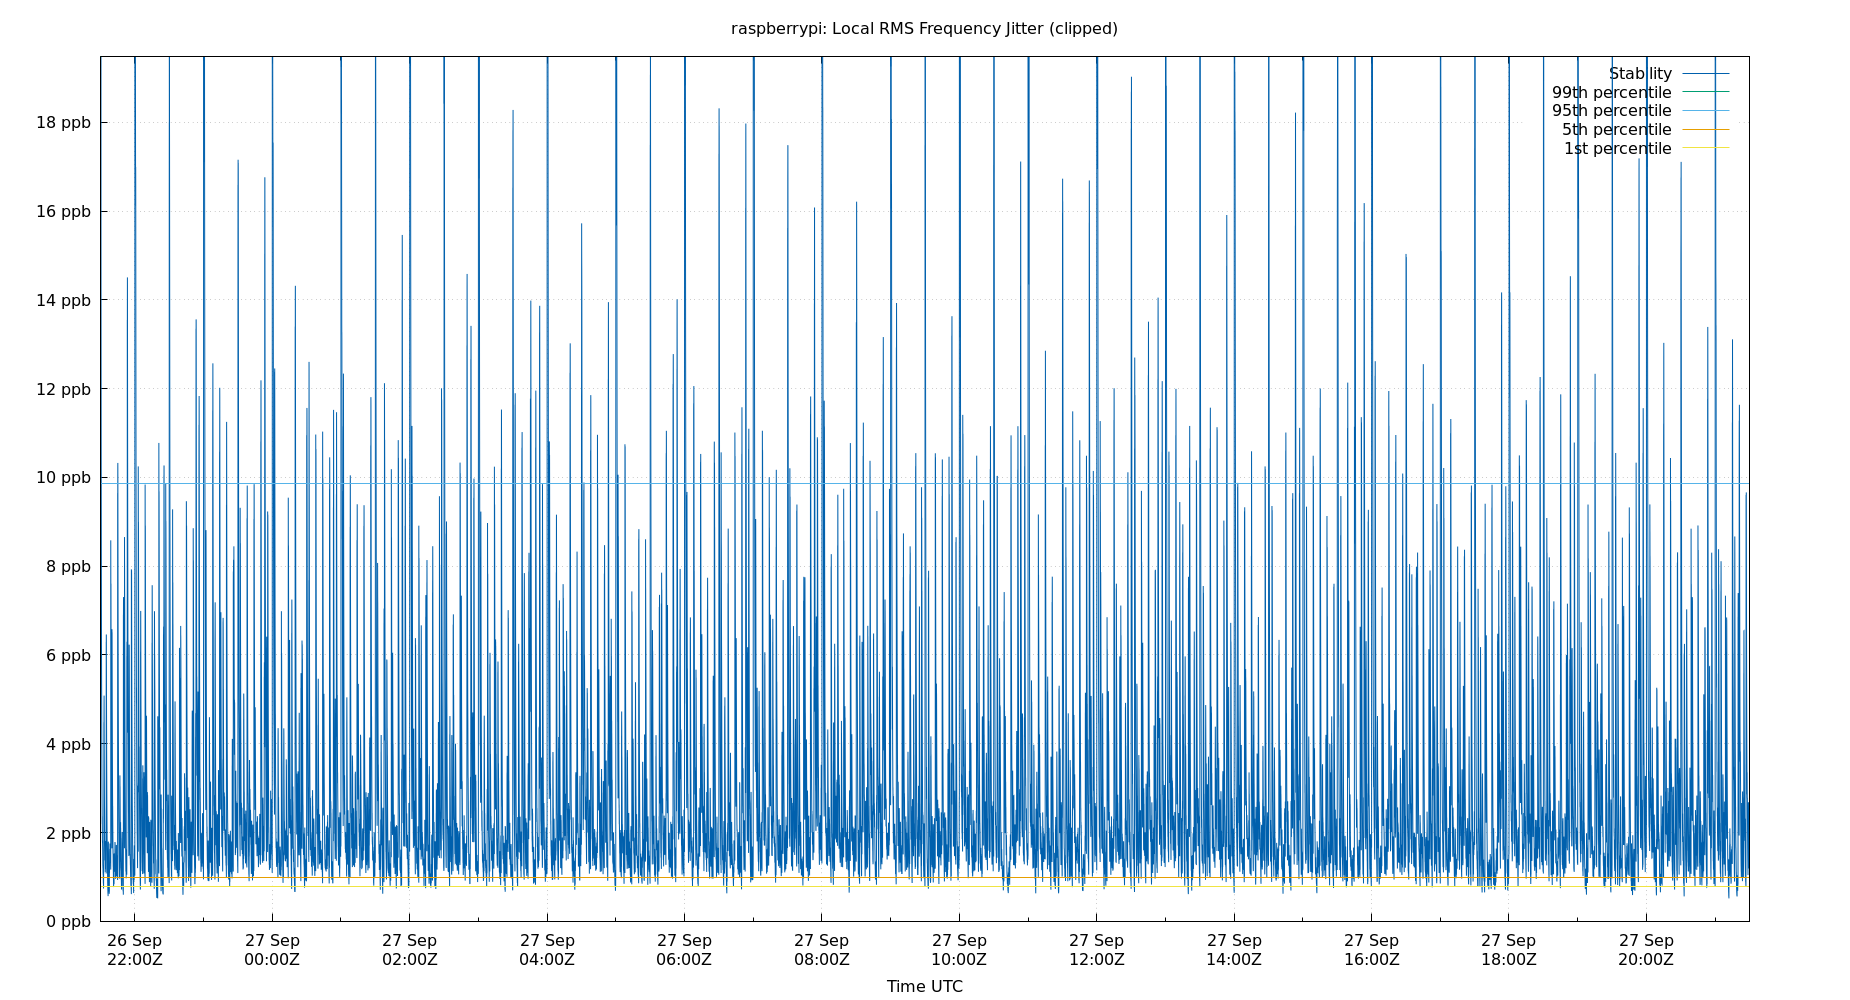 raspberrypi: Local RMS Frequency Jitter (clipped)
Stability
99th percentile
95th percentile
5th percentile
1st percentile
18 ppb
16 ppb
14 ppb
12 ppb
10 ppb
8 ppb
6 ppb
4 ppb
2 ppb
0 ppb
26 Sep 27 Sep 27 Sep 27 Sep 27 Sep 27 Sep 27 Sep 27 Sep 27 Sep 27 Sep 27 Sep 27 Sep
22:00Z 00:00Z 02:00Z 04:00Z 06:00Z 08:00Z 10:00Z 12:00Z 14:00Z 16:00Z 18:00Z 20:00Z
Time UTC